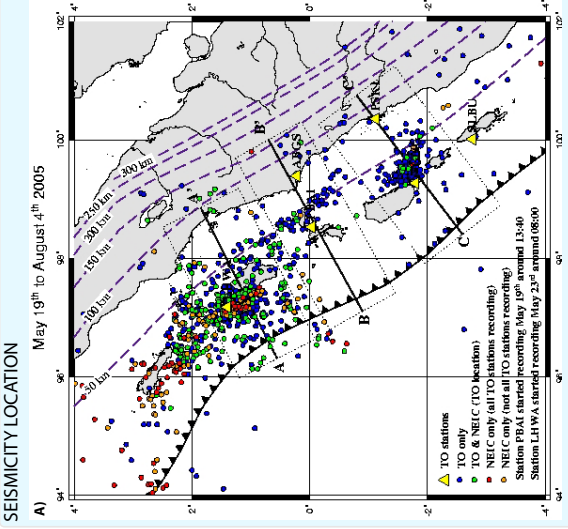 SEISMICITY LOCATION
May 19th to August 4th 2005
A)
4°
2°
0°
-2°
-4°
102°
100°
98°
96°
94°
300 km
250 km
200 km
150 km
100 km
50 km
A'
B'
C'
ABGS
PSKI
SLBU
A
B
C
TO stations
TO only
TO & NEIC (TO location)
NEIC only (all TO stations recording)
NEIC only (not all TO stations recording)
Station PBAI started recording May 19th around 13:40
Station LHWA started recording May 23rd around 08:00